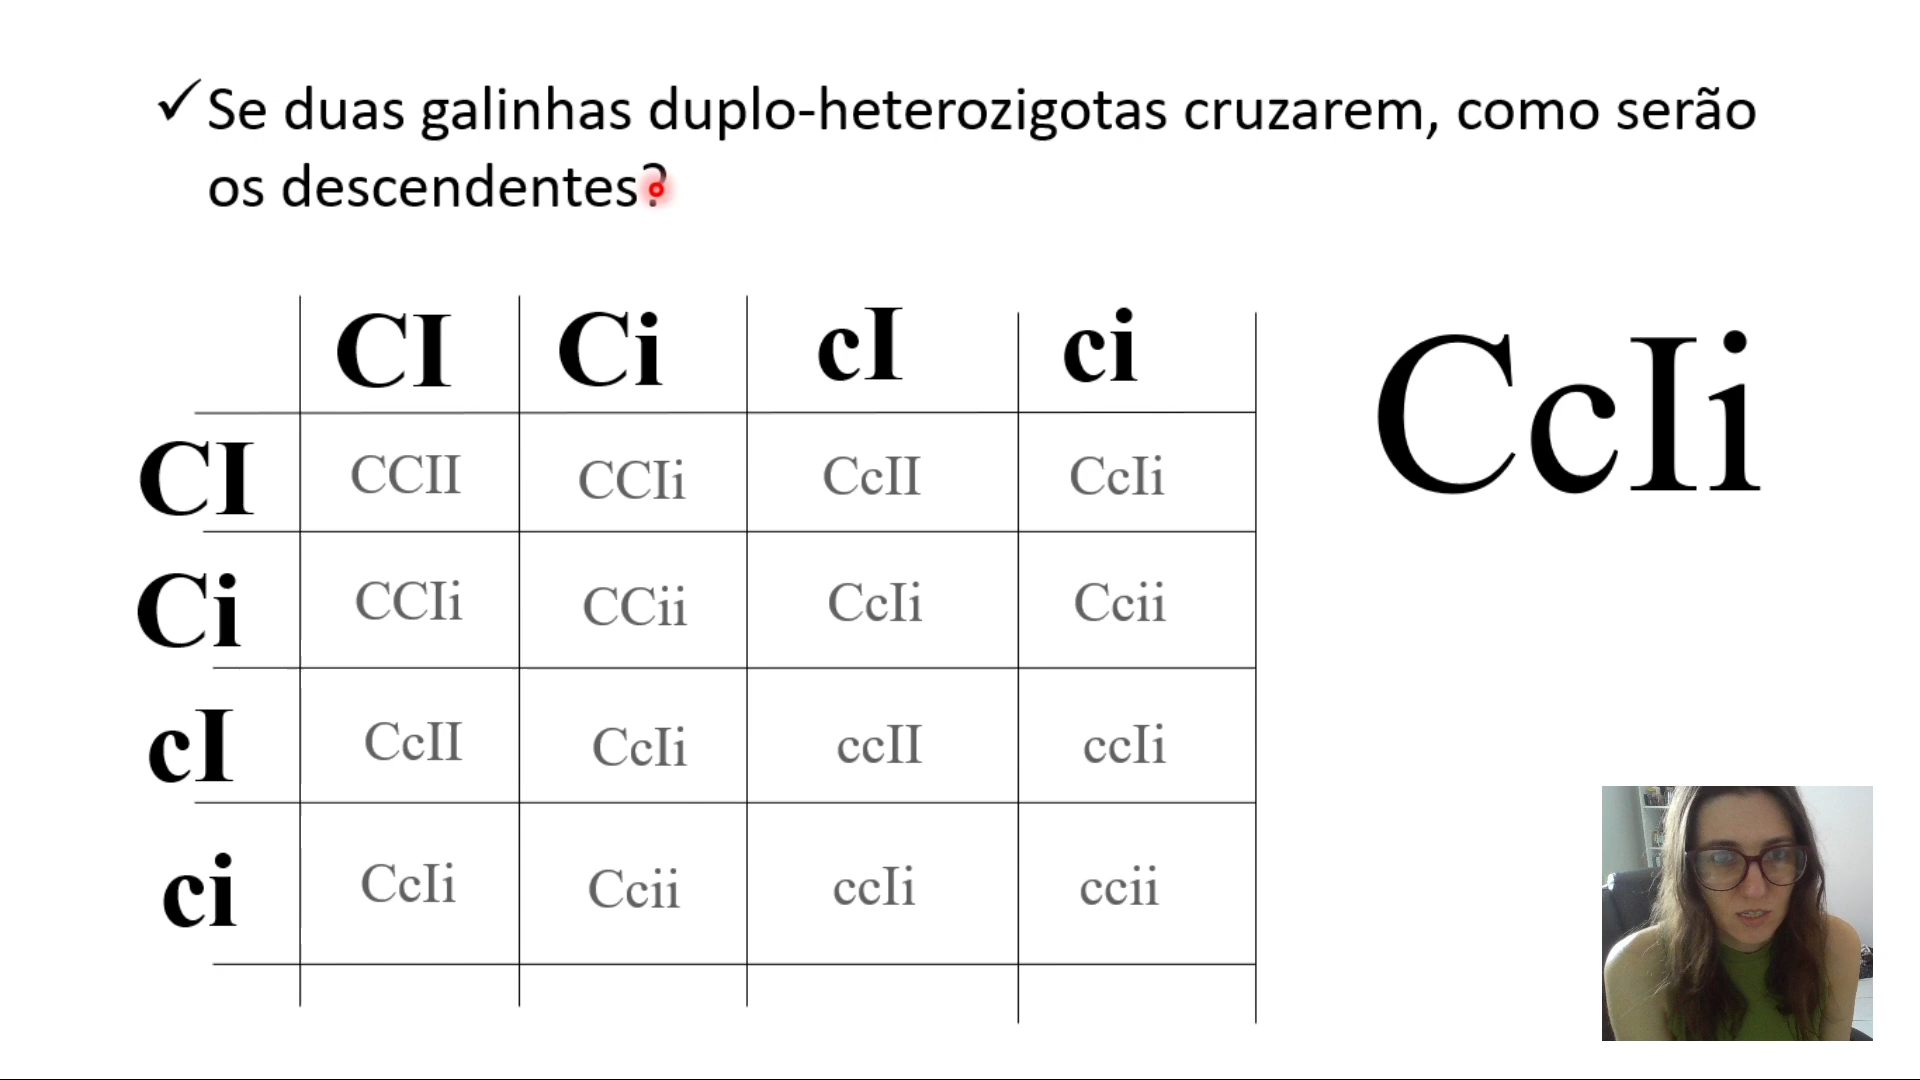 ✓Se duas galinhas duplo-heterozigotas cruzarem, como serão
os descendentes?
CI Ci cI ci
CcIi
CI CCII CCIi CcII CcIi
Ci CCIi CCii CcIi Ccii
cI CcII CcIi ccII ccIi
ci CcIi Ccii ccIi ccii